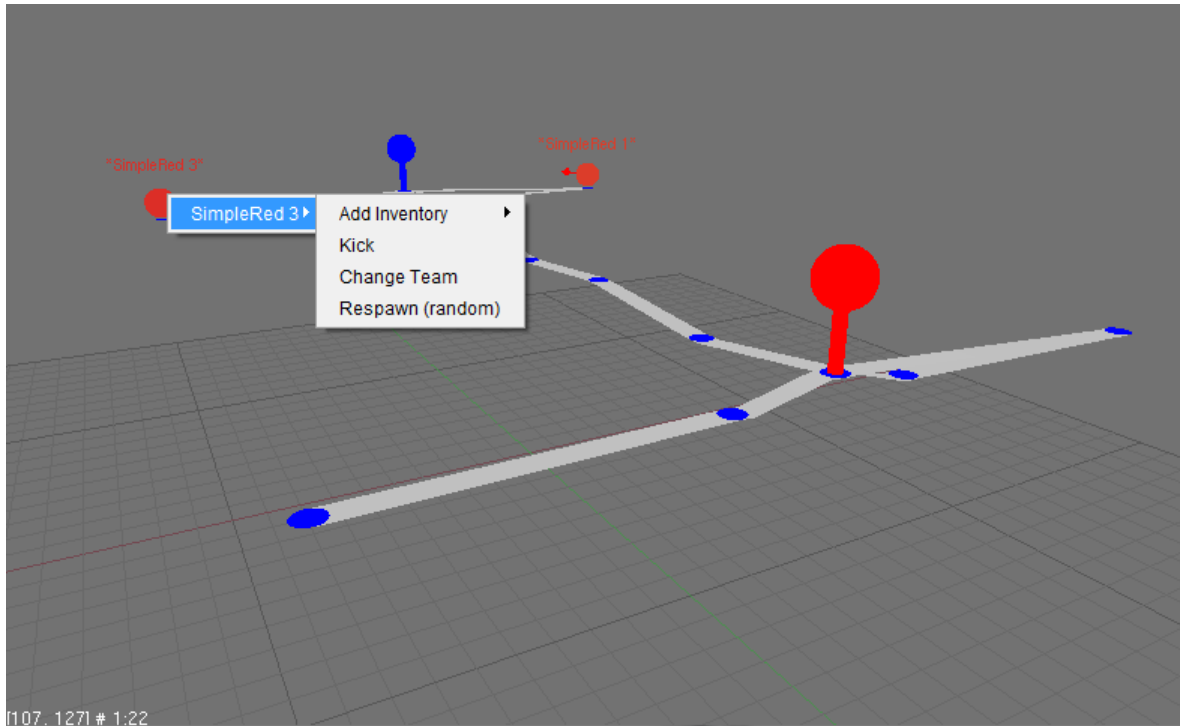 "SimpleRed 1"
"SimpleRed 3"
SimpleRed 3
Add Inventory
Kick
Change Team
Respawn (random)
[107, 127] # 1:22